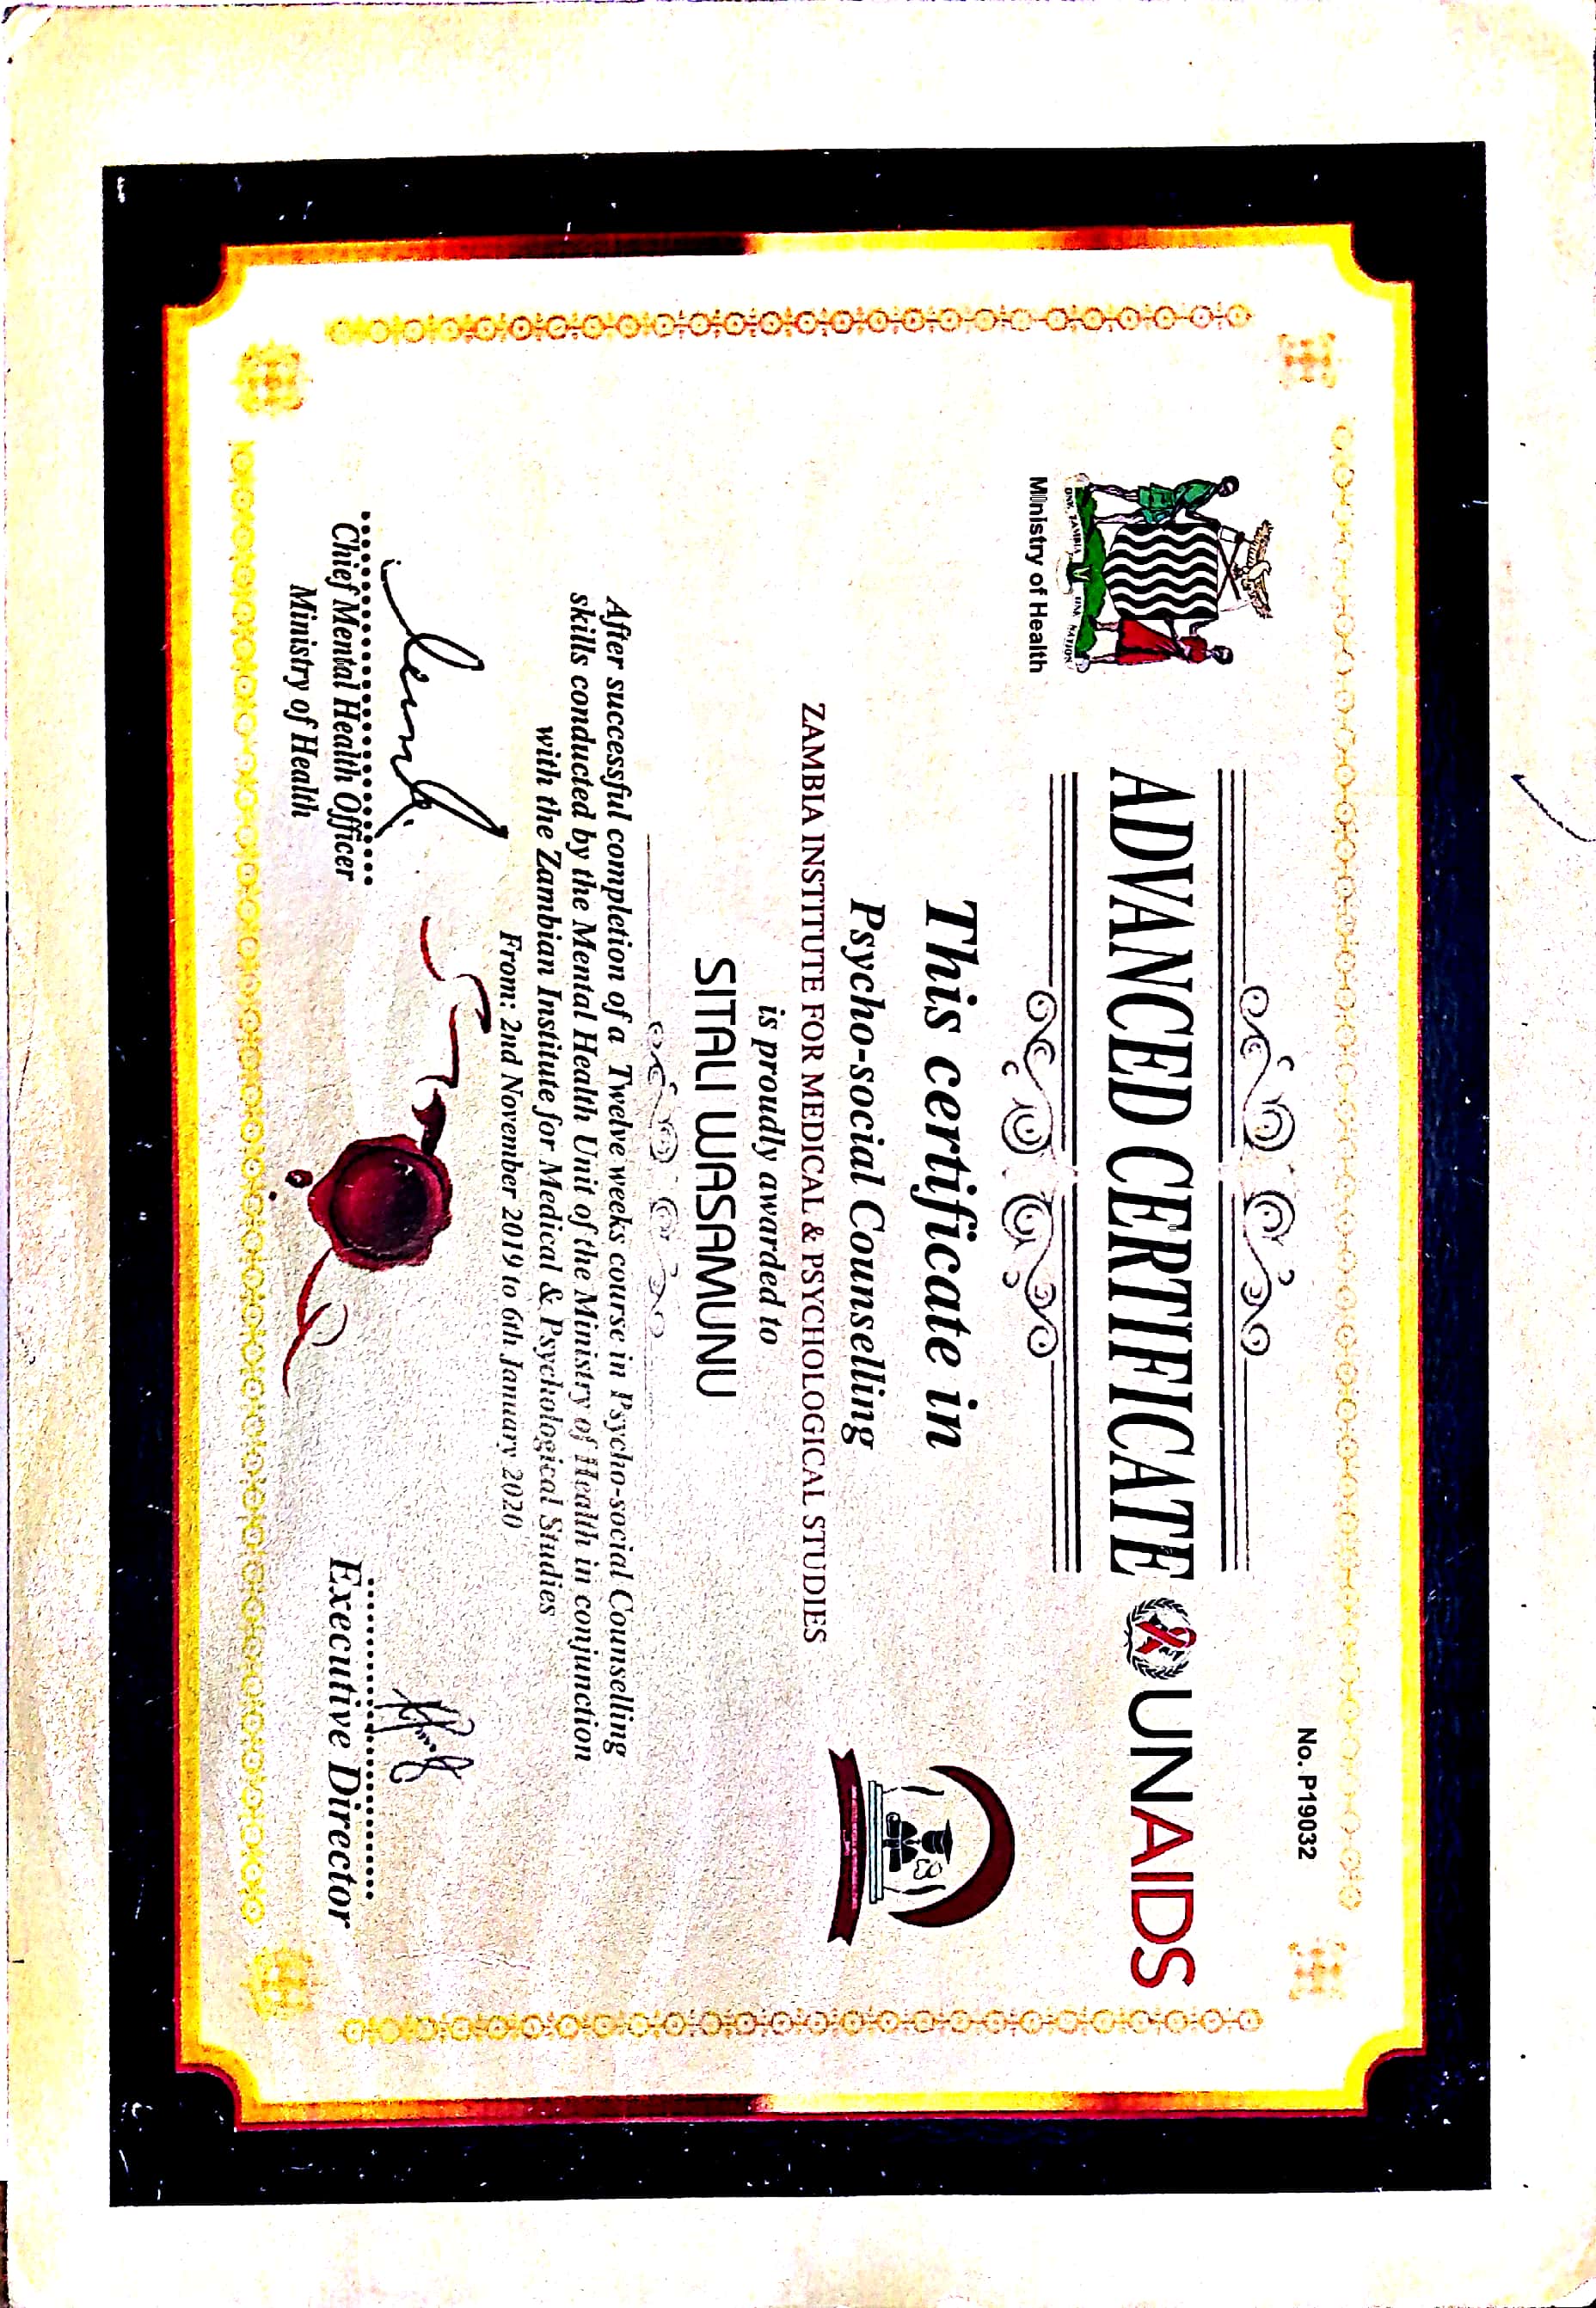 No. P19032
ONE ZAMBIA ONE NATION
Ministry of Health
ADVANCED CERTIFICATE
UNAIDS
This certificate in
Psycho-social Counselling
ZAMBIA INSTITUTE FOR MEDICAL & PSYCHOLOGICAL STUDIES
is proudly awarded to
SITALI WASAMUNU
After successful completion of a Twelve weeks course in Psycho-social Counselling
skills conducted by the Mental Health Unit of the Ministry of Health in conjunction
with the Zambian Institute for Medical & Psychological Studies
From: 2nd November 2019 to 6th January 2020
Chief Mental Health Officer
Ministry of Health
Executive Director